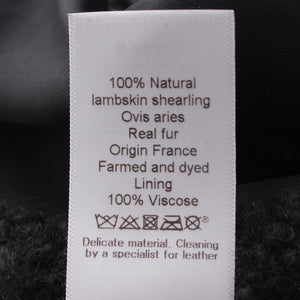 100% Natural
lambskin shearling
Ovis aries
Real fur
Origin France
Farmed and dyed
Lining
100% Viscose
Delicate material. Cleaning
by a specialist for leather